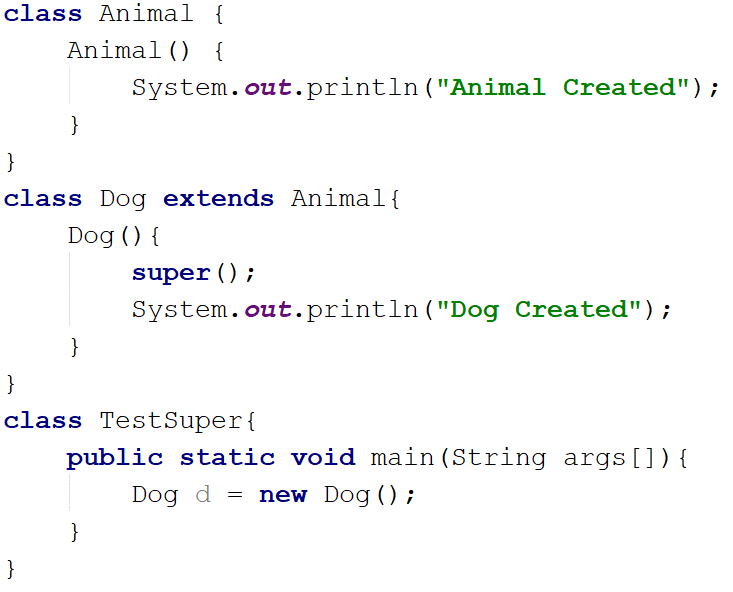 class Animal {
    Animal() {
        System.out.println("Animal Created");
    }
}
class Dog extends Animal{
    Dog(){
        super();
        System.out.println("Dog Created");
    }
}
class TestSuper{
    public static void main(String args[]){
        Dog d = new Dog();
    }
}